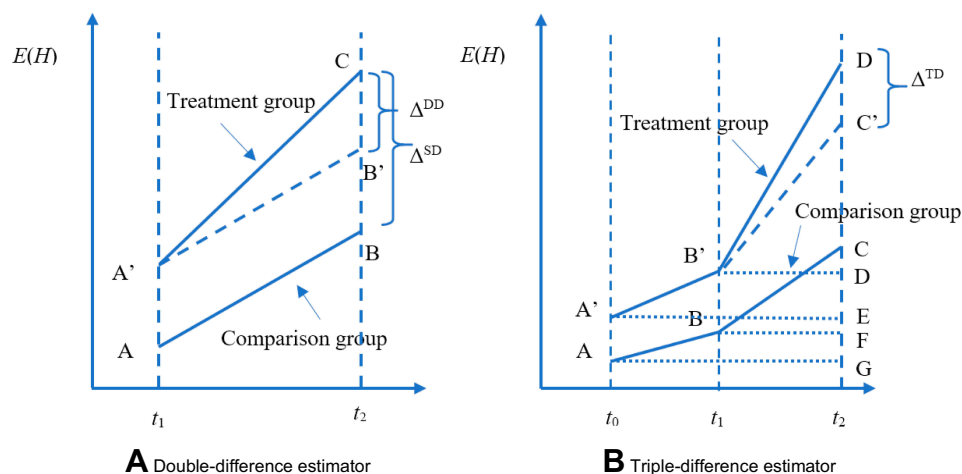 E(H)
C
Treatment group
Δ^DD
Δ^SD
B’
A’
B
A
Comparison group
t₁
t₂
A Double-difference estimator
E(H)
D
Δ^TD
C’
Treatment group
Comparison group
C
B’
D
A’
E
B
F
A
G
t₀
t₁
t₂
B Triple-difference estimator